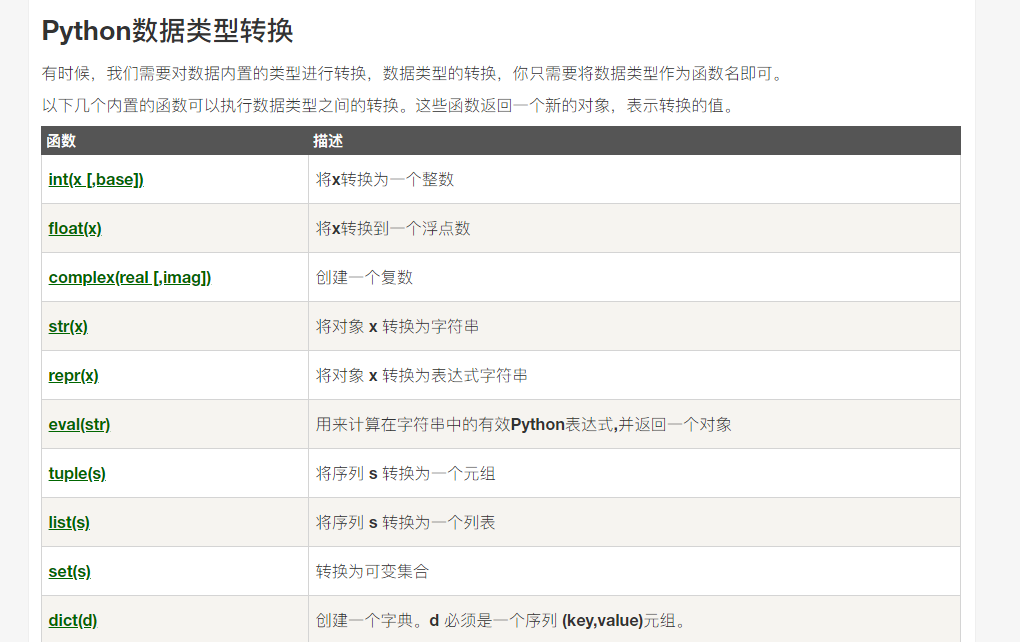 Python数据类型转换
有时候，我们需要对数据内置的类型进行转换，数据类型的转换，你只需要将数据类型作为函数名即可。
以下几个内置的函数可以执行数据类型之间的转换。这些函数返回一个新的对象，表示转换的值。
函数 描述
int(x [,base]) 将x转换为一个整数
float(x) 将x转换到一个浮点数
complex(real [,imag]) 创建一个复数
str(x) 将对象 x 转换为字符串
repr(x) 将对象 x 转换为表达式字符串
eval(str) 用来计算在字符串中的有效Python表达式,并返回一个对象
tuple(s) 将序列 s 转换为一个元组
list(s) 将序列 s 转换为一个列表
set(s) 转换为可变集合
dict(d) 创建一个字典。d 必须是一个序列 (key,value)元组。